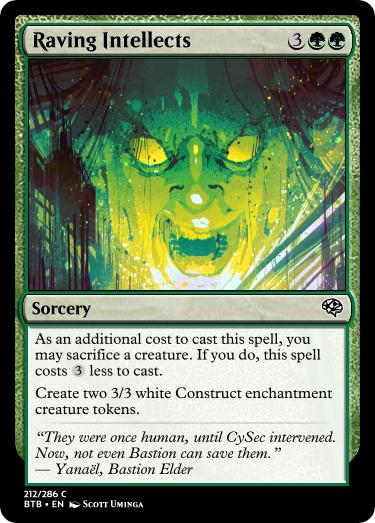 Raving Intellects 3
Sorcery
As an additional cost to cast this spell, you
may sacrifice a creature. If you do, this spell
costs 3 less to cast.
Create two 3/3 white Construct enchantment
creature tokens.
“They were once human, until CySec intervened.
Now, not even Bastion can save them.”
— Yanaël, Bastion Elder
212/286 C
BTB • EN Scott Uminga